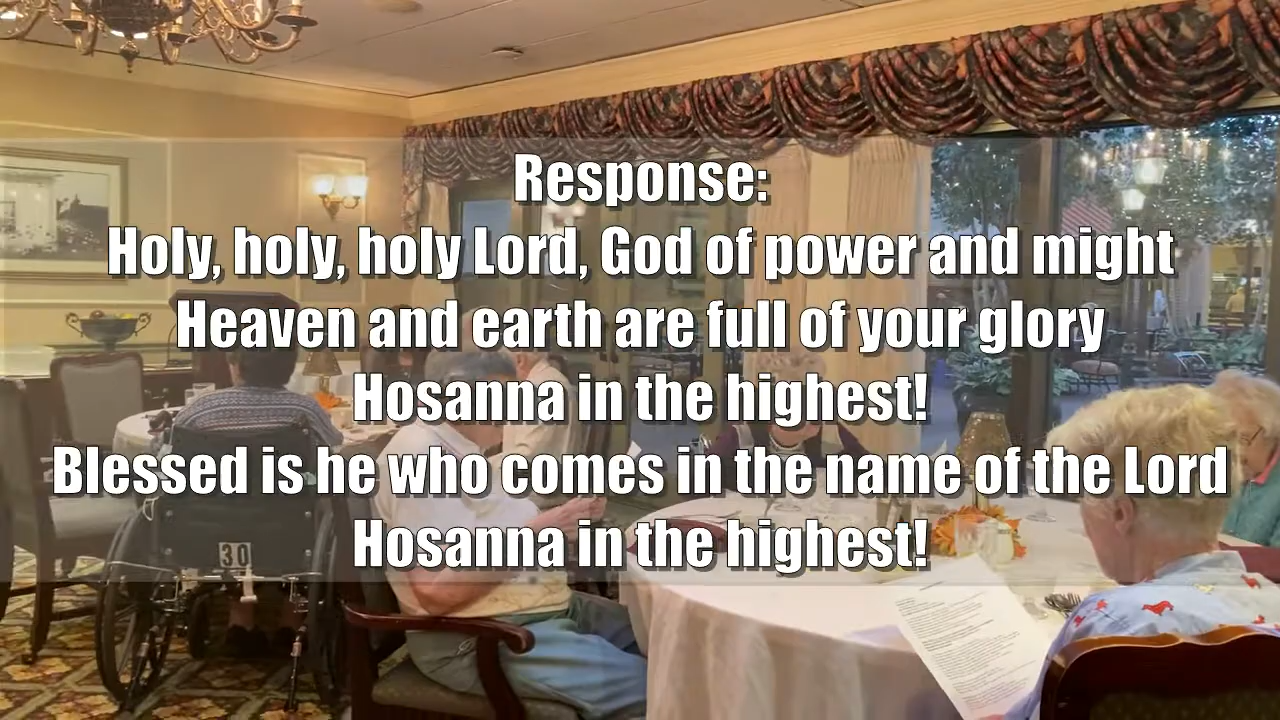 Response:
Holy, holy, holy Lord, God of power and might
Heaven and earth are full of your glory
Hosanna in the highest!
Blessed is he who comes in the name of the Lord
Hosanna in the highest!
30